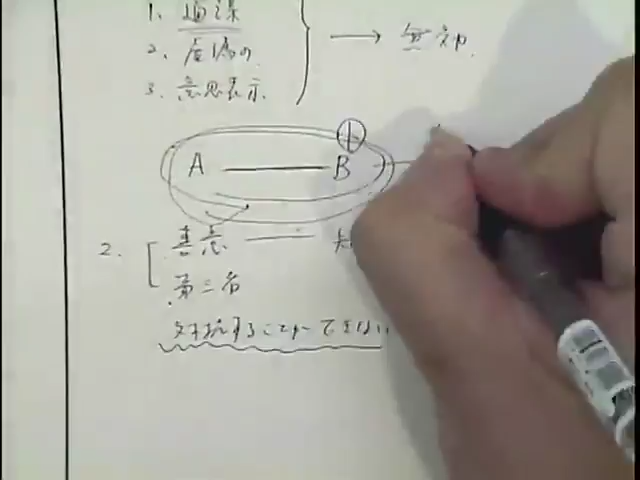 1. 通謀
2. 虚偽の → 無効
3. 意思表示
A — B
2. 善意 —
第三者
対抗することができない